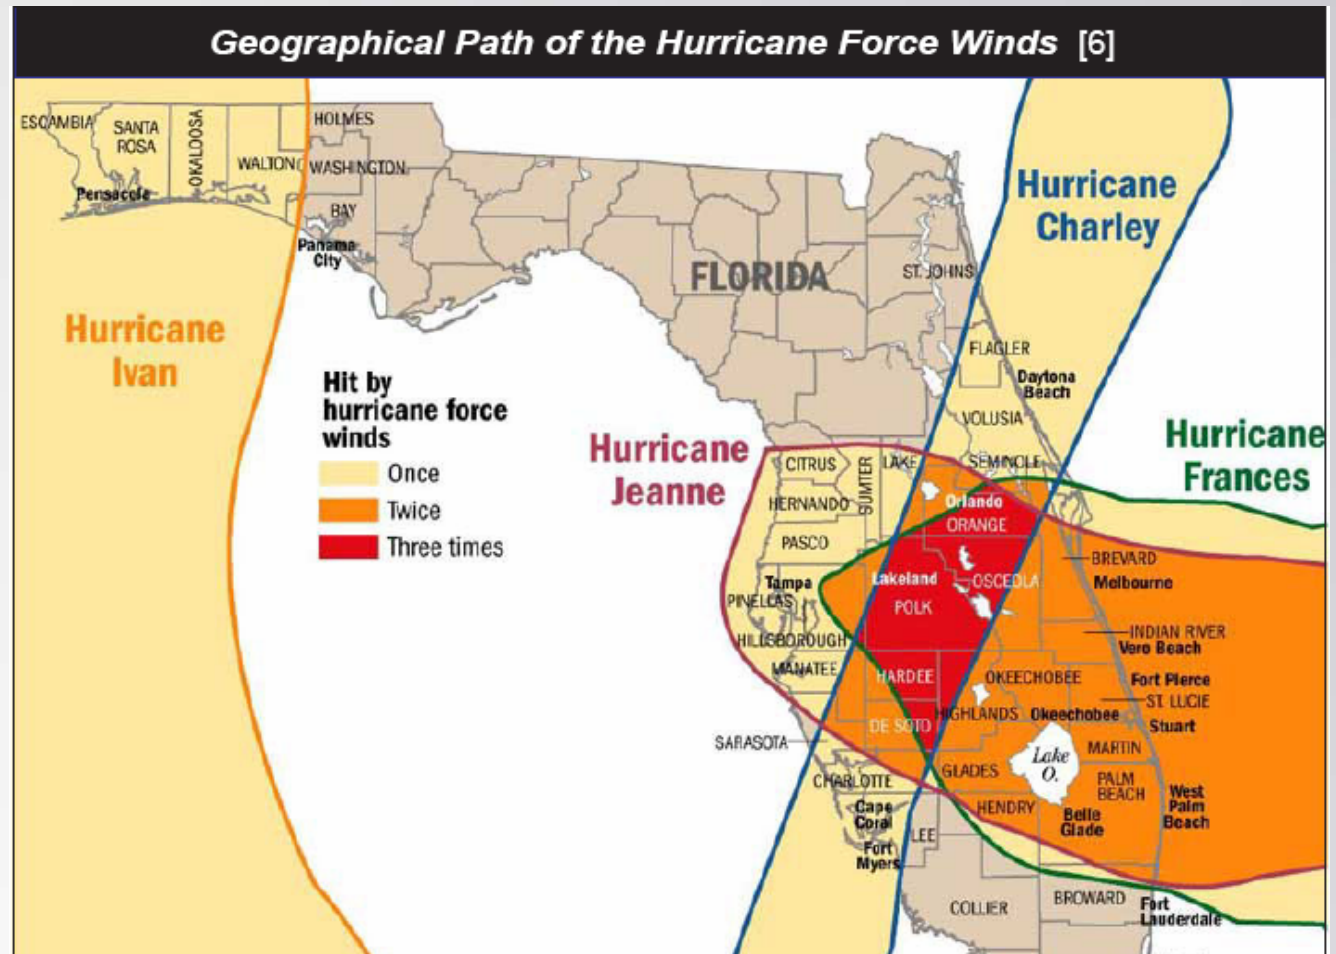 Geographical Path of the Hurricane Force Winds [6]
ESCAMBIA
SANTA
ROSA
OKALOOSA
WALTON
HOLMES
WASHINGTON
Pensacola
BAY
Panama
City
Hurricane
Ivan
FLORIDA
ST. JOHNS
Hurricane
Charley
FLAGLER
Daytona
Beach
VOLUSIA
Hit by
hurricane force
winds
Once
Twice
Three times
Hurricane
Jeanne
Hurricane
Frances
CITRUS
SUMTER
LAKE
SEMINOLE
HERNANDO
Orlando
ORANGE
PASCO
BREVARD
Melbourne
Tampa
Lakeland
OSCEOLA
PINELLAS
POLK
INDIAN RIVER
Vero Beach
HILLSBOROUGH
MANATEE
HARDEE
OKEECHOBEE
Fort Pierce
ST. LUCIE
HIGHLANDS
Okeechobee
DE SOTO
Stuart
SARASOTA
MARTIN
Lake
O.
GLADES
CHARLOTTE
PALM
BEACH
West
Palm
Beach
HENDRY
Cape
Coral
Belle
Glade
LEE
Fort
Myers
COLLIER
BROWARD
Fort
Lauderdale